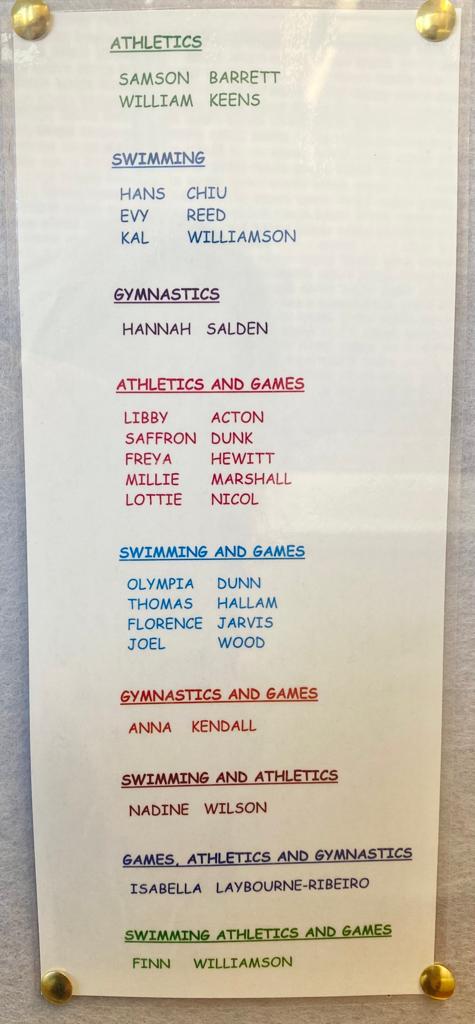 ATHLETICS
SAMSON BARRETT
WILLIAM KEENS
SWIMMING
HANS CHIU
EVY REED
KAL WILLIAMSON
GYMNASTICS
HANNAH SALDEN
ATHLETICS AND GAMES
LIBBY ACTON
SAFFRON DUNK
FREYA HEWITT
MILLIE MARSHALL
LOTTIE NICOL
SWIMMING AND GAMES
OLYMPIA DUNN
THOMAS HALLAM
FLORENCE JARVIS
JOEL WOOD
GYMNASTICS AND GAMES
ANNA KENDALL
SWIMMING AND ATHLETICS
NADINE WILSON
GAMES, ATHLETICS AND GYMNASTICS
ISABELLA LAYBOURNE-RIBEIRO
SWIMMING ATHLETICS AND GAMES
FINN WILLIAMSON